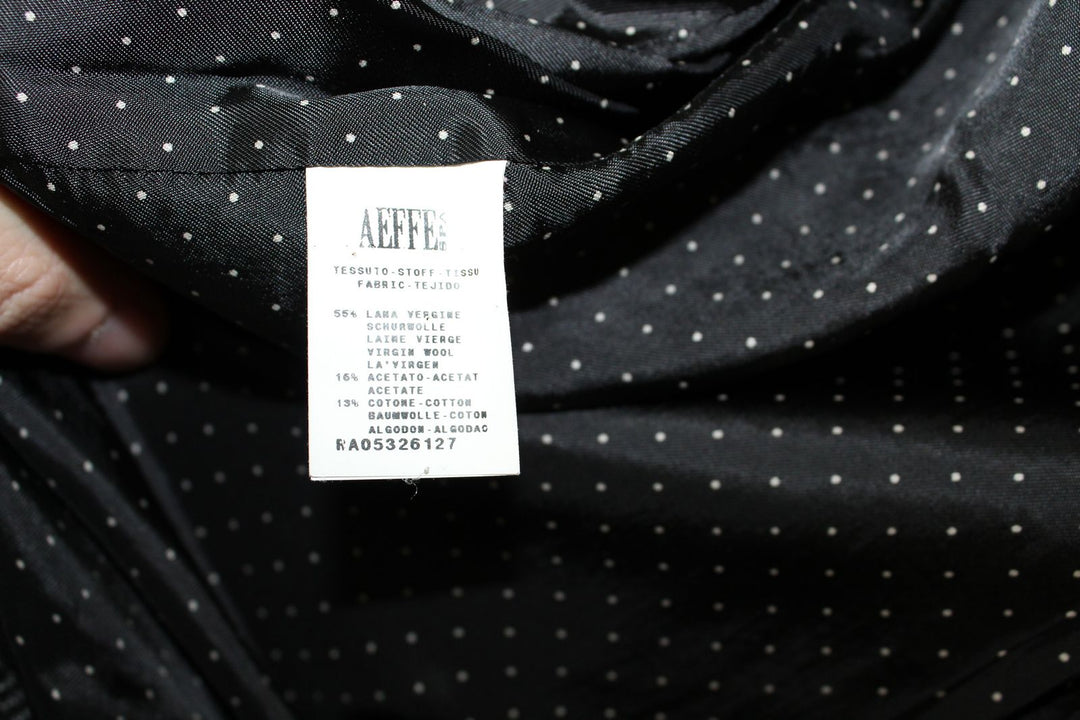 AEFFE SPA
TESSUTO-STOFF-TISSU
FABRIC-TEJIDO
55% LANA VERGINE
SCHURWOLLE
LAINE VIERGE
VIRGIN WOOL
LA'VIRGEN
16% ACETATO-ACETAT
ACETATE
13% COTONE-COTTON
BAUMWOLLE-COTON
ALGODON-ALGODAO
RA05326127